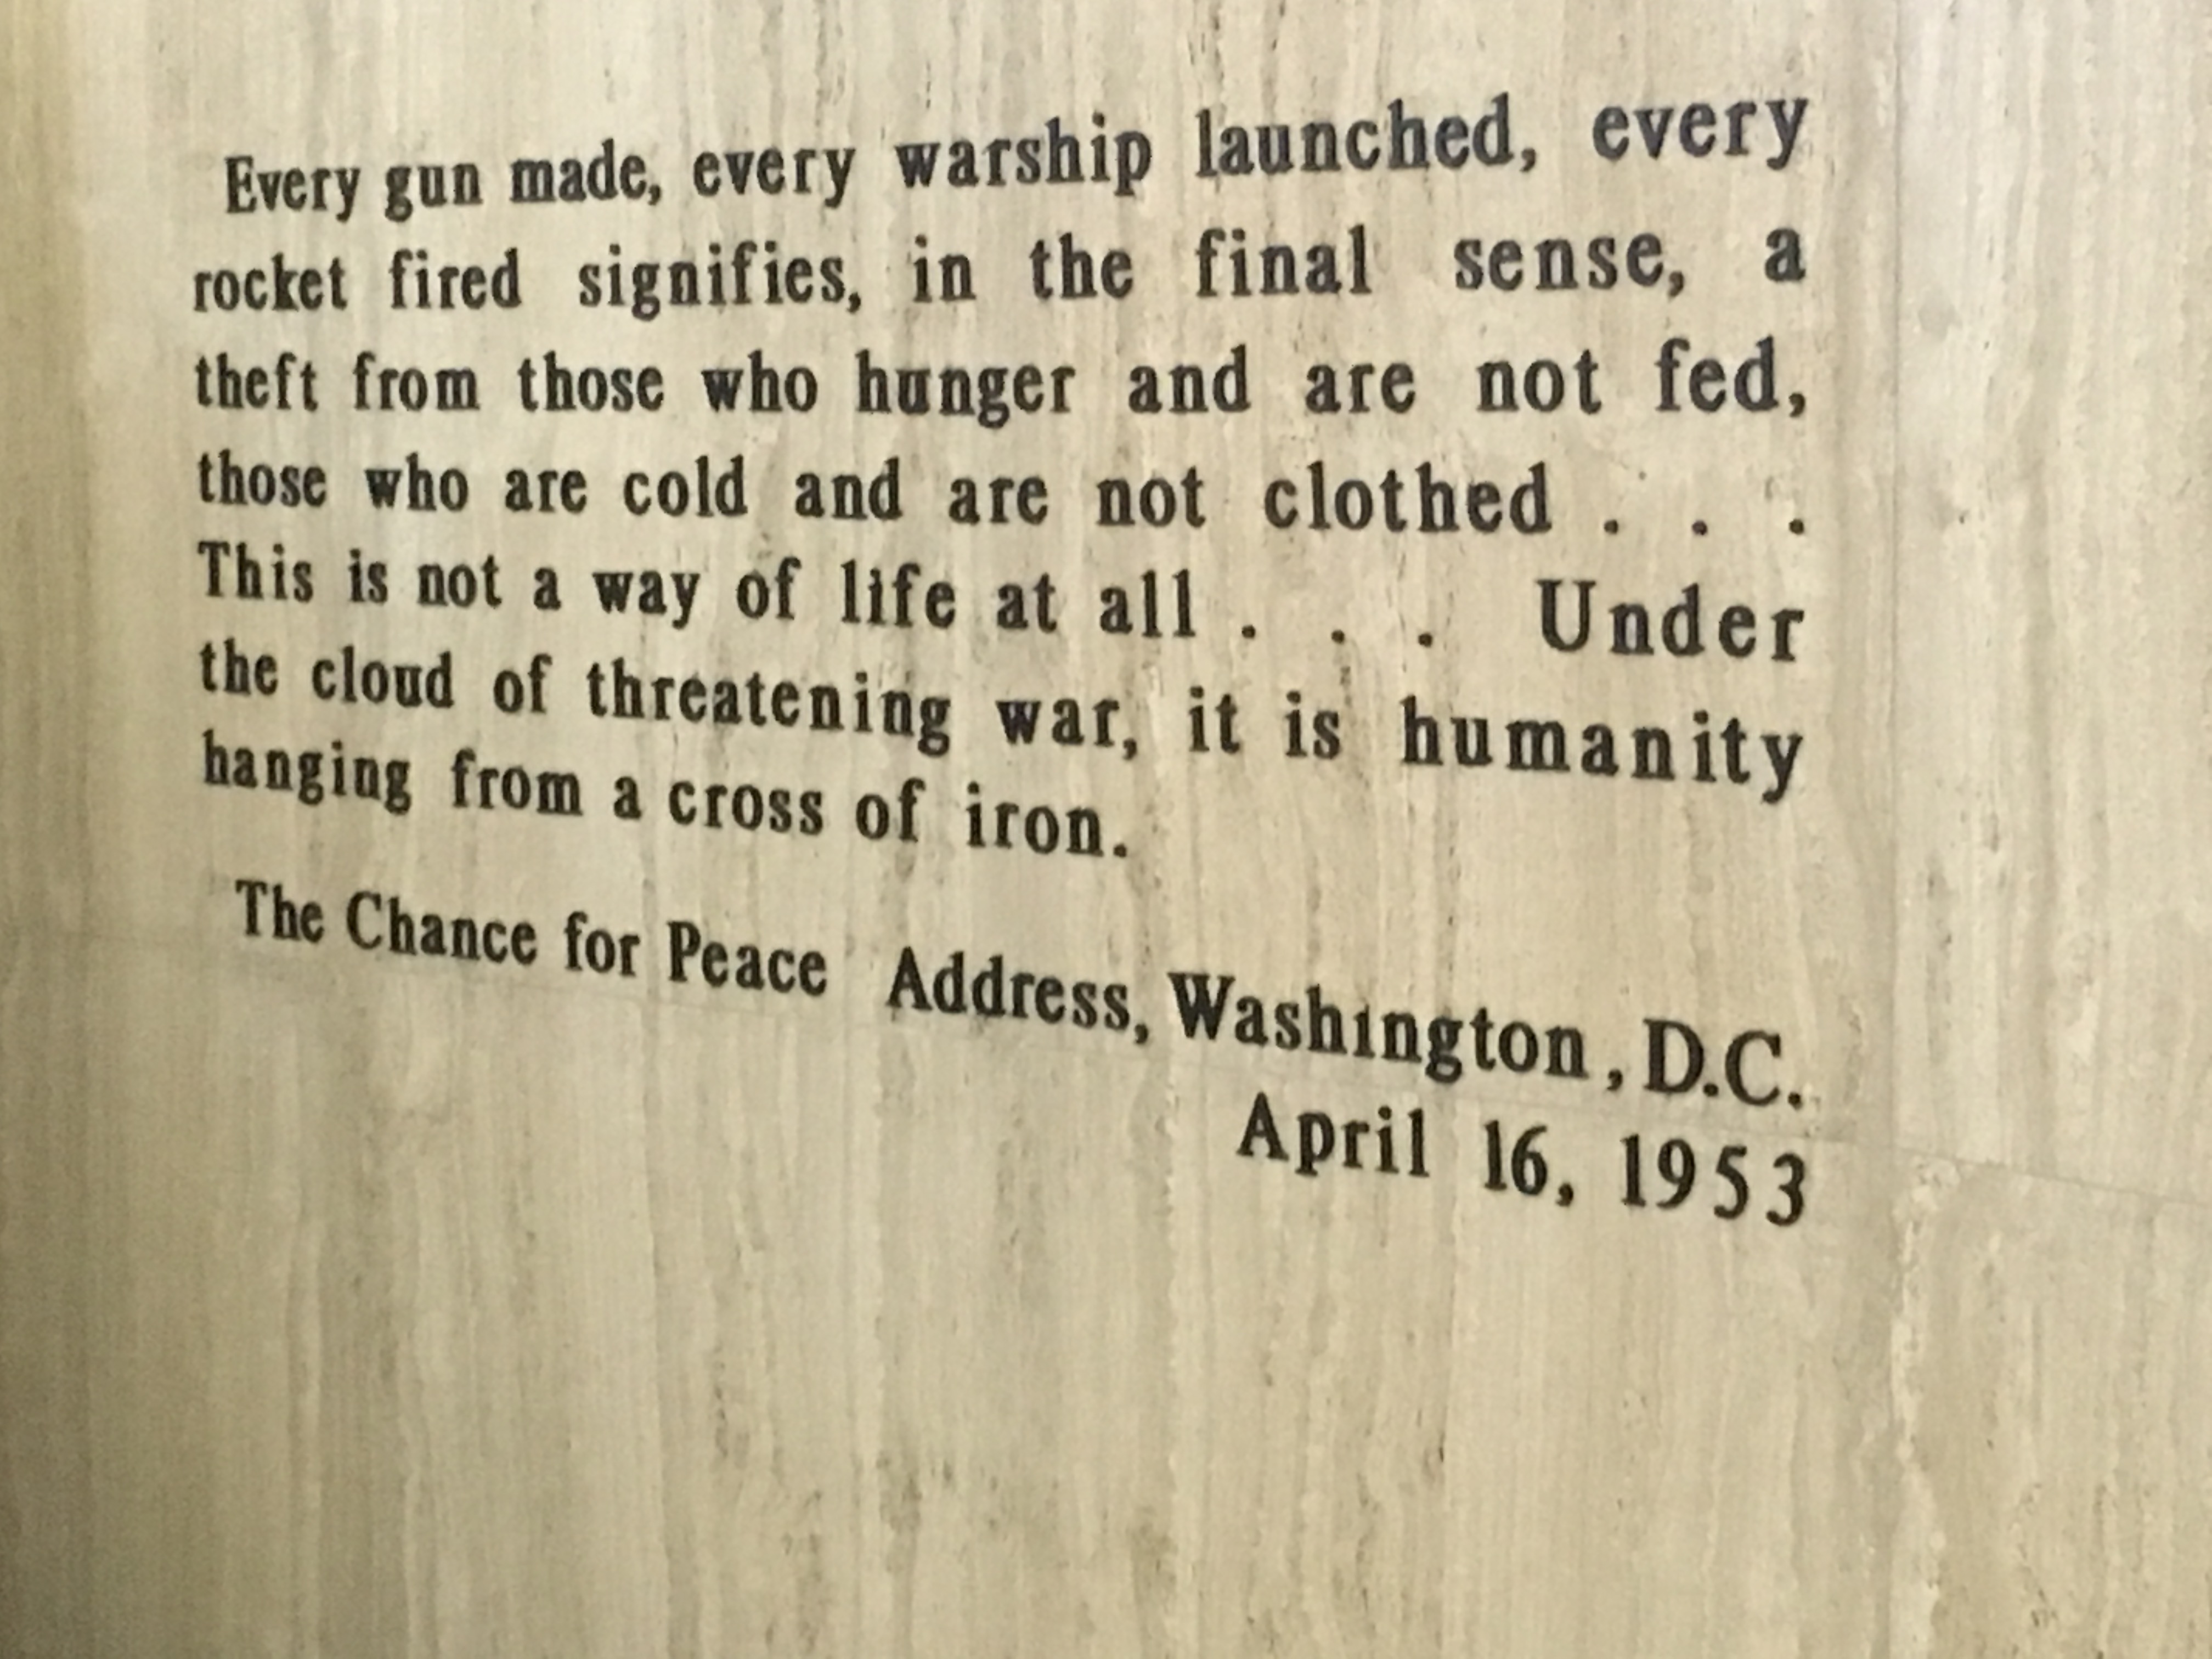 Every gun made, every warship launched, every
rocket fired signifies, in the final sense, a
theft from those who hunger and are not fed,
those who are cold and are not clothed . . .
This is not a way of life at all . . . Under
the cloud of threatening war, it is humanity
hanging from a cross of iron.
The Chance for Peace Address, Washington, D.C.
April 16, 1953